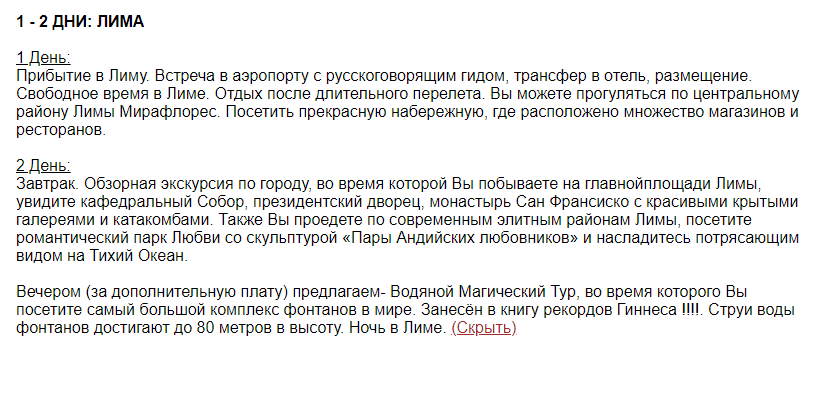 1 - 2 ДНИ: ЛИМА
1 День:
Прибытие в Лиму. Встреча в аэропорту с русскоговорящим гидом, трансфер в отель, размещение.
Свободное время в Лиме. Отдых после длительного перелета. Вы можете прогуляться по центральному
району Лимы Мирафлорес. Посетить прекрасную набережную, где расположено множество магазинов и
ресторанов.
2 День:
Завтрак. Обзорная экскурсия по городу, во время которой Вы побываете на главнойплощади Лимы,
увидите кафедральный Собор, президентский дворец, монастырь Сан Франсиско с красивыми крытыми
галереями и катакомбами. Также Вы проедете по современным элитным районам Лимы, посетите
романтический парк Любви со скульптурой «Пары Андийских любовников» и насладитесь потрясающим
видом на Тихий Океан.
Вечером (за дополнительную плату) предлагаем- Водяной Магический Тур, во время которого Вы
посетите самый большой комплекс фонтанов в мире. Занесён в книгу рекордов Гиннеса !!!!. Струи воды
фонтанов достигают до 80 метров в высоту. Ночь в Лиме. (Скрыть)